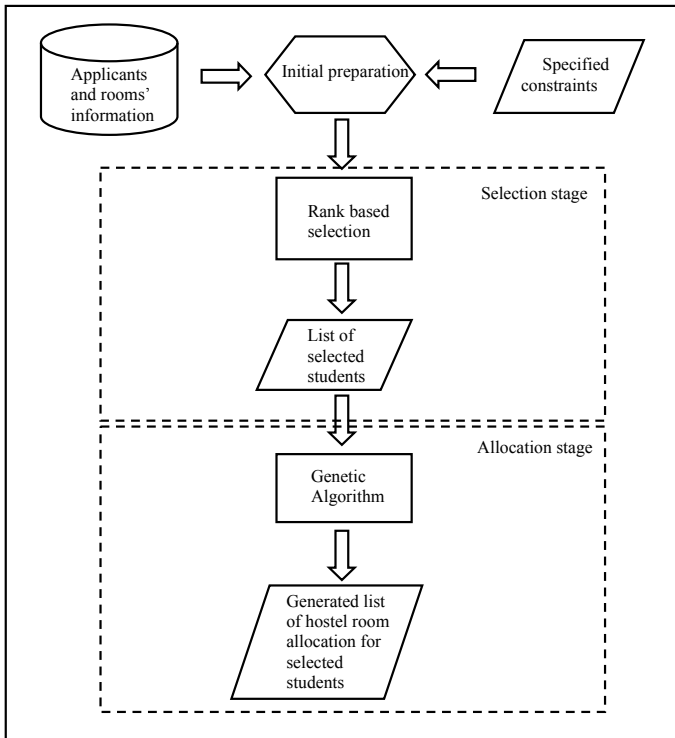 Applicants
and rooms’
information
Initial preparation
Specified
constraints
Selection stage
Rank based
selection
List of
selected
students
Allocation stage
Genetic
Algorithm
Generated list
of hostel room
allocation for
selected
students